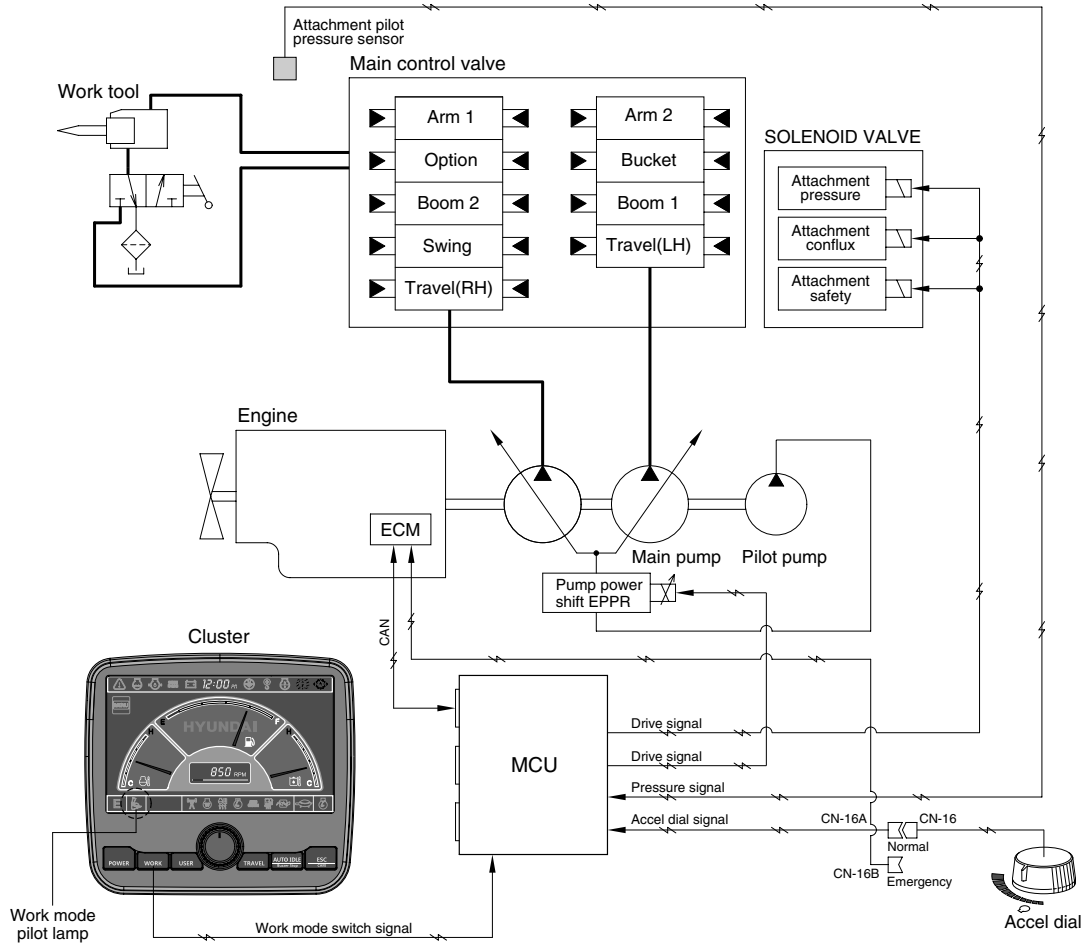 Attachment pilot
pressure sensor
Main control valve
Work tool
Arm 1
Option
Boom 2
Swing
Travel(RH)
Arm 2
Bucket
Boom 1
Travel(LH)
SOLENOID VALVE
Attachment
pressure
Attachment
conflux
Attachment
safety
Engine
ECM
Main pump
Pilot pump
Pump power
shift EPPR
CAN
Cluster
12:00
MENU
E
F
HYUNDAI
H
H
C
C
850 RPM
E
POWER
WORK
USER
TRAVEL
AUTO IDLE
ESC
MCU
Drive signal
Drive signal
Pressure signal
Accel dial signal
CN-16A
CN-16
Normal
CN-16B
Emergency
Accel dial
Work mode
pilot lamp
Work mode switch signal